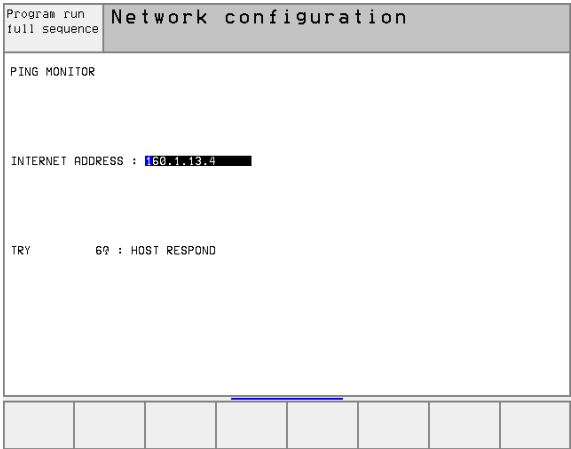 Program run
full sequence
Network configuration
PING MONITOR
INTERNET ADDRESS : 160.1.13.4
TRY 69 : HOST RESPOND